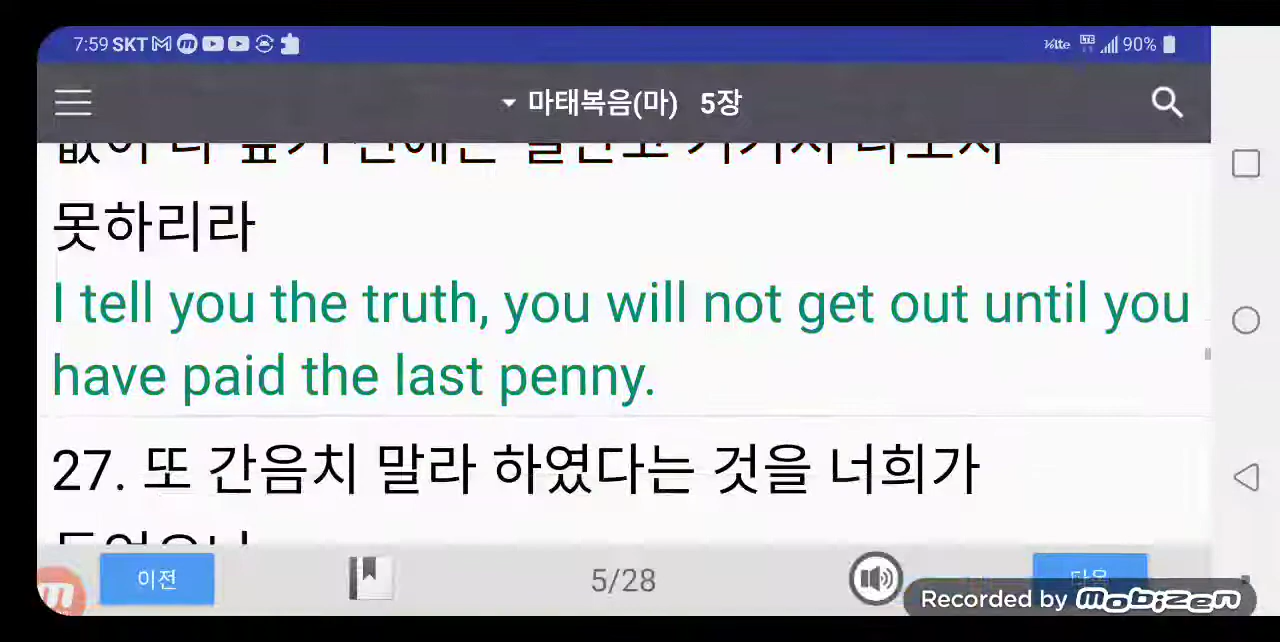 7:59 SKT 90%
마태복음(마) 5장
못하리라
I tell you the truth, you will not get out until you
have paid the last penny.
27. 또 간음치 말라 하였다는 것을 너희가
이전 5/28 다음
Recorded by mobizen